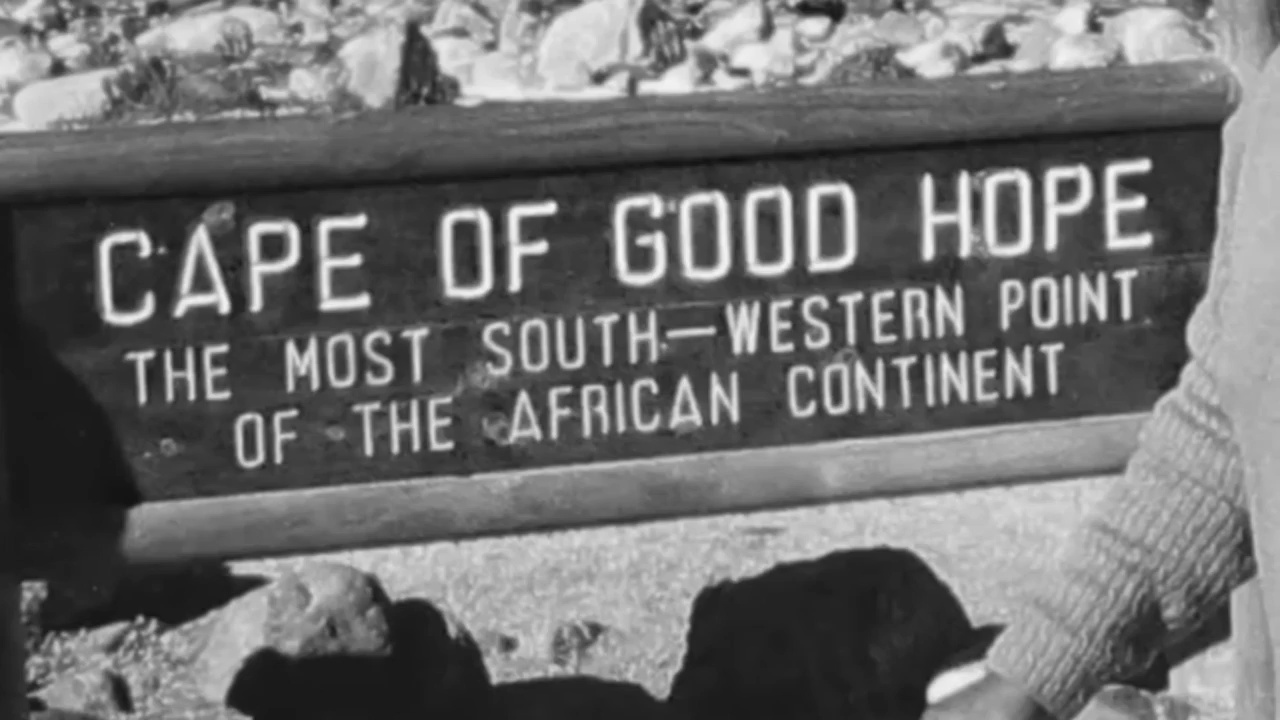 CAPE OF GOOD HOPE
THE MOST SOUTH–WESTERN POINT
OF THE AFRICAN CONTINENT